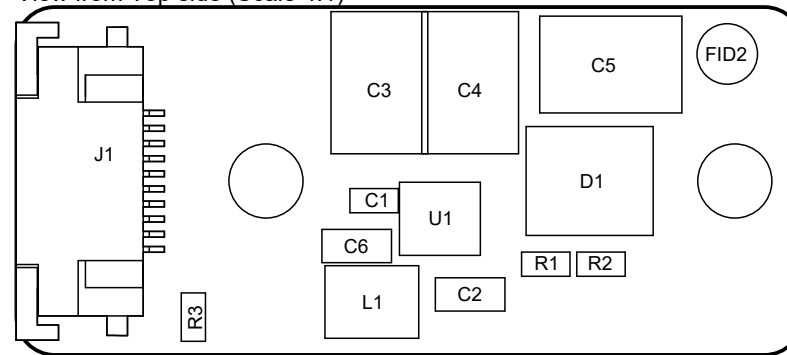 View from Top side (Scale 4:1)
C5
FID2
C3
C4
J1
D1
C1
U1
C6
R1
R2
L1
C2
R3